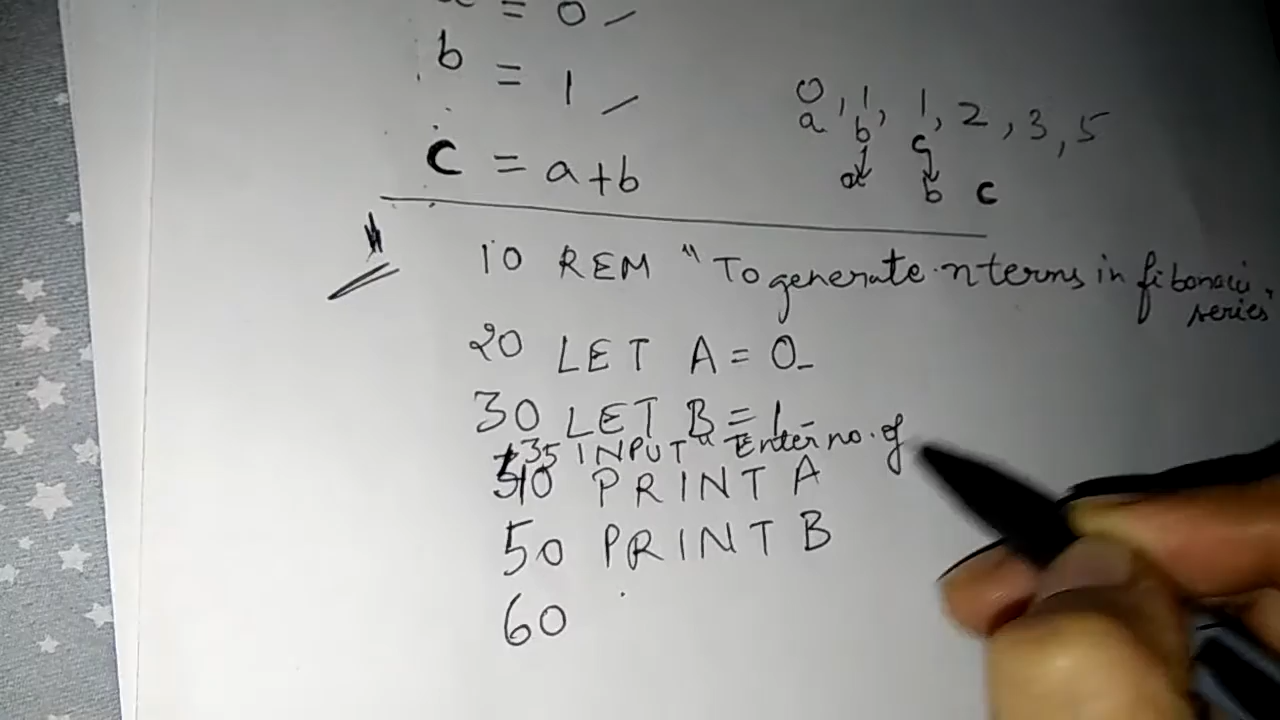 a = 0
b = 1
c = a+b
0, 1, 1, 2, 3, 5
a b c
a b c
10 REM "To generate n terms in fibonacci
series"
20 LET A = 0
30 LET B = 1
35 INPUT "Enter no. of
40 PRINT A
50 PRINT B
60